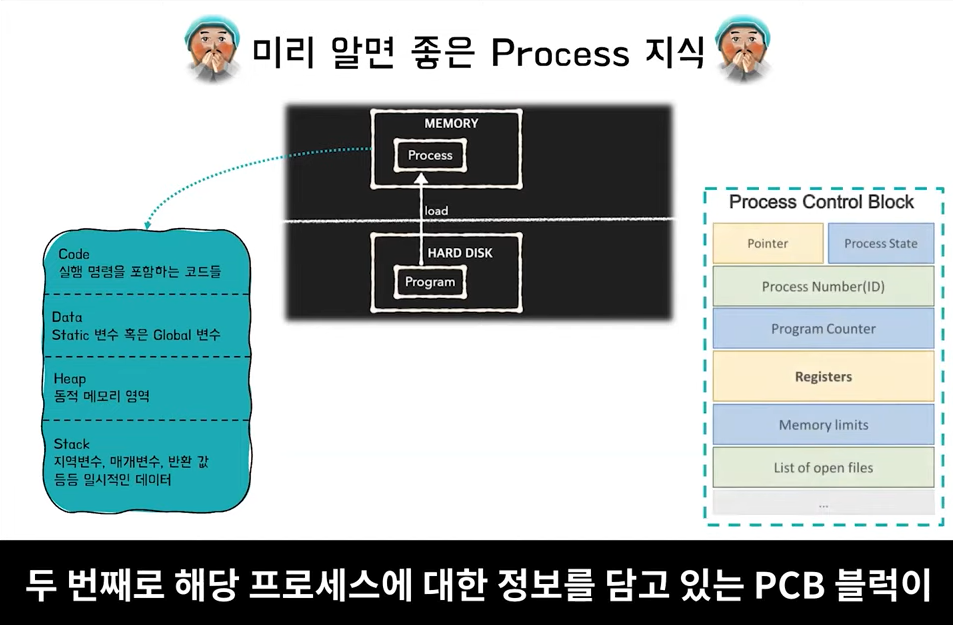 미리 알면 좋은 Process 지식
MEMORY
Process
load
HARD DISK
Program
Code
실행 명령을 포함하는 코드들
Data
Static 변수 혹은 Global 변수
Heap
동적 메모리 영역
Stack
지역변수, 매개변수, 반환 값
등등 일시적인 데이터
Process Control Block
Pointer
Process State
Process Number(ID)
Program Counter
Registers
Memory limits
List of open files
...
두 번째로 해당 프로세스에 대한 정보를 담고 있는 PCB 블럭이